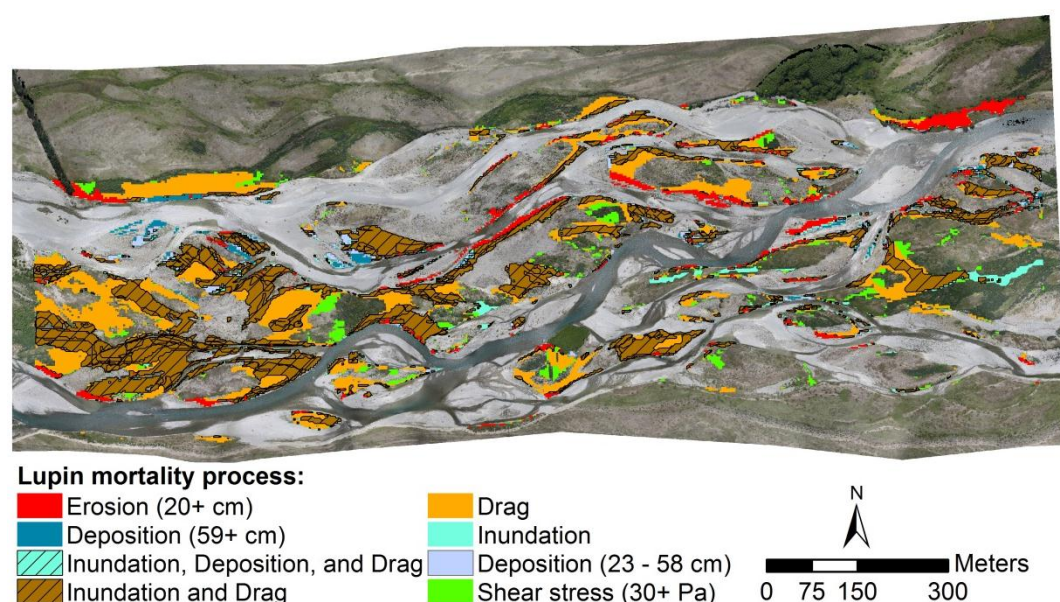 Lupin mortality process:
Erosion (20+ cm)
Deposition (59+ cm)
Inundation, Deposition, and Drag
Inundation and Drag
Drag
Inundation
Deposition (23 - 58 cm)
Shear stress (30+ Pa)
N
Meters
0 75 150 300